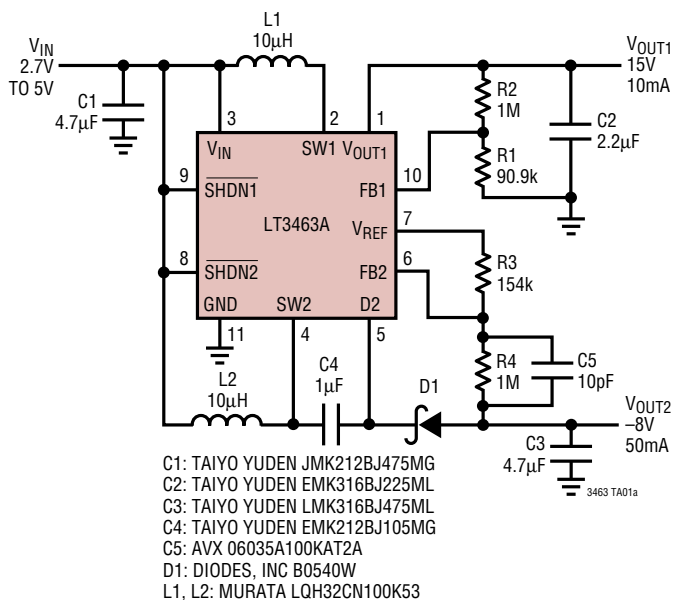 L1
10µH
VIN
2.7V
TO 5V
VOUT1
15V
10mA
C1
4.7µF
R2
1M
C2
2.2µF
R1
90.9k
3
2
1
VIN
SW1
VOUT1
9
SHDN1
FB1
10
LT3463A
VREF
7
8
SHDN2
FB2
6
R3
154k
GND
SW2
D2
11
4
5
L2
10µH
C4
1µF
D1
R4
1M
C5
10pF
VOUT2
–8V
50mA
C3
4.7µF
3463 TA01a
C1: TAIYO YUDEN JMK212BJ475MG
C2: TAIYO YUDEN EMK316BJ225ML
C3: TAIYO YUDEN LMK316BJ475ML
C4: TAIYO YUDEN EMK212BJ105MG
C5: AVX 06035A100KAT2A
D1: DIODES, INC B0540W
L1, L2: MURATA LQH32CN100K53